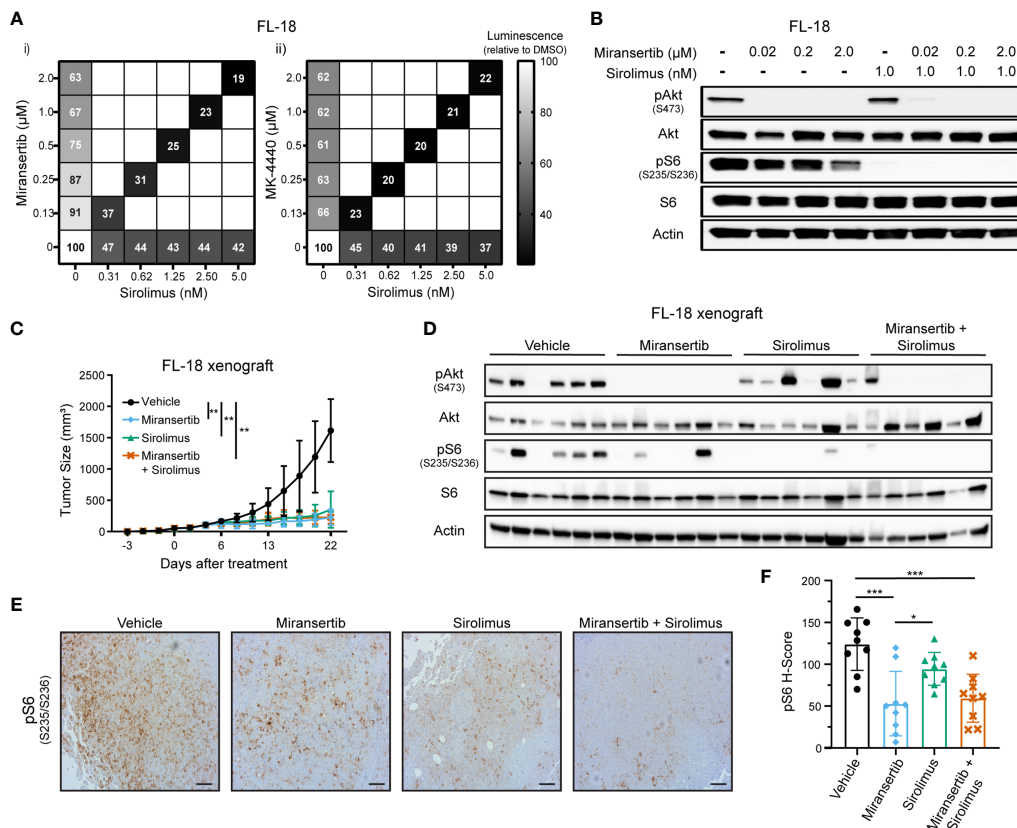 A
FL-18
i)
Miransertib (µM)
2.0
1.0
0.5
0.25
0.13
0
63
19
67
23
75
25
87
31
91
37
100
47
44
43
44
42
0
0.31
0.62
1.25
2.50
5.0
Sirolimus (nM)
ii)
MK-4440 (µM)
2.0
1.0
0.5
0.25
0.13
0
62
22
62
21
61
20
63
20
66
23
100
45
40
41
39
37
0
0.31
0.62
1.25
2.50
5.0
Sirolimus (nM)
Luminescence
(relative to DMSO)
100
80
60
40
B
FL-18
Miransertib (µM) - 0.02 0.2 2.0 - 0.02 0.2 2.0
Sirolimus (nM) - - - - 1.0 1.0 1.0 1.0
pAkt
(S473)
Akt
pS6
(S235/S236)
S6
Actin
C
FL-18 xenograft
Tumor Size (mm³)
2500
2000
1500
1000
500
0
Vehicle
Miransertib
Sirolimus
Miransertib
+ Sirolimus
**
**
**
-3 0 6 13 22
Days after treatment
D
FL-18 xenograft
Vehicle
Miransertib
Sirolimus
Miransertib +
Sirolimus
pAkt
(S473)
Akt
pS6
(S235/S236)
S6
Actin
E
Vehicle
Miransertib
Sirolimus
Miransertib + Sirolimus
pS6
(S235/S236)
F
pS6 H-Score
200
150
100
50
0
***
***
*
Vehicle
Miransertib
Sirolimus
Miransertib +
Sirolimus